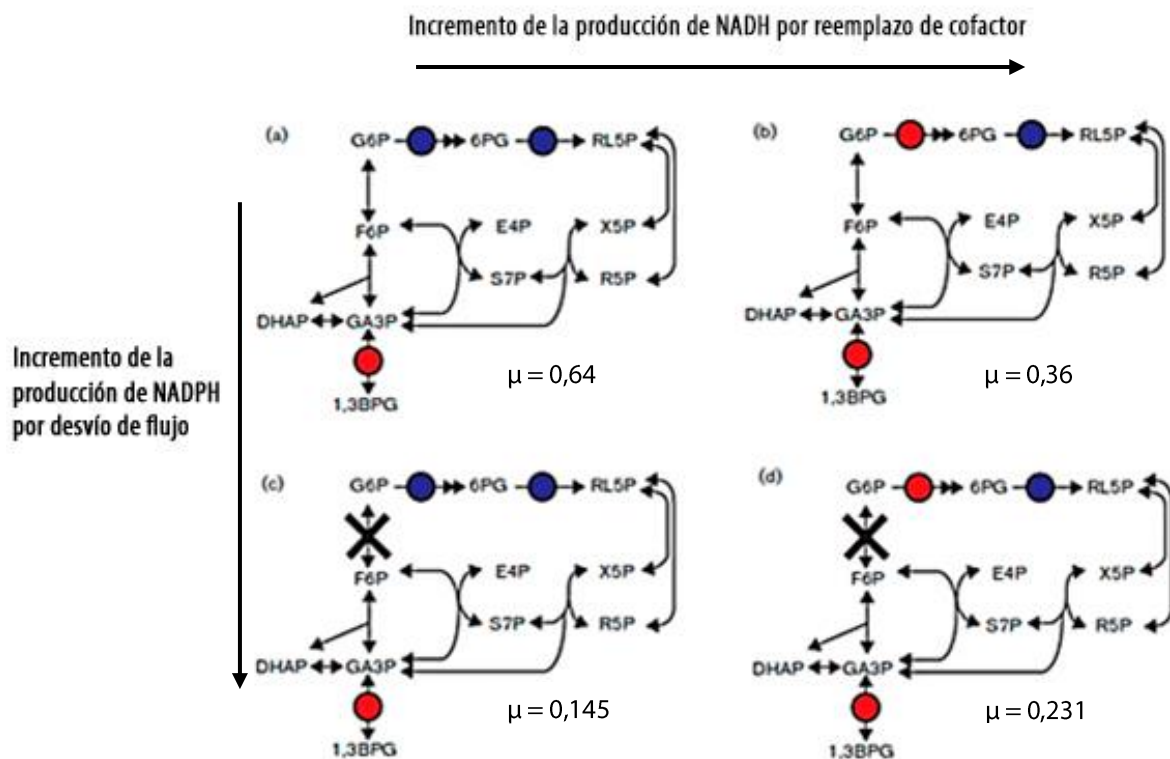 Incremento de la producción de NADH por reemplazo de cofactor
Incremento de la
producción de NADPH
por desvío de flujo
(a)
G6P 6PG RL5P
F6P E4P X5P
S7P R5P
DHAP GA3P
1,3BPG
μ = 0,64
(b)
G6P 6PG RL5P
F6P E4P X5P
S7P R5P
DHAP GA3P
1,3BPG
μ = 0,36
(c)
G6P 6PG RL5P
F6P E4P X5P
S7P R5P
DHAP GA3P
1,3BPG
μ = 0,145
(d)
G6P 6PG RL5P
F6P E4P X5P
S7P R5P
DHAP GA3P
1,3BPG
μ = 0,231